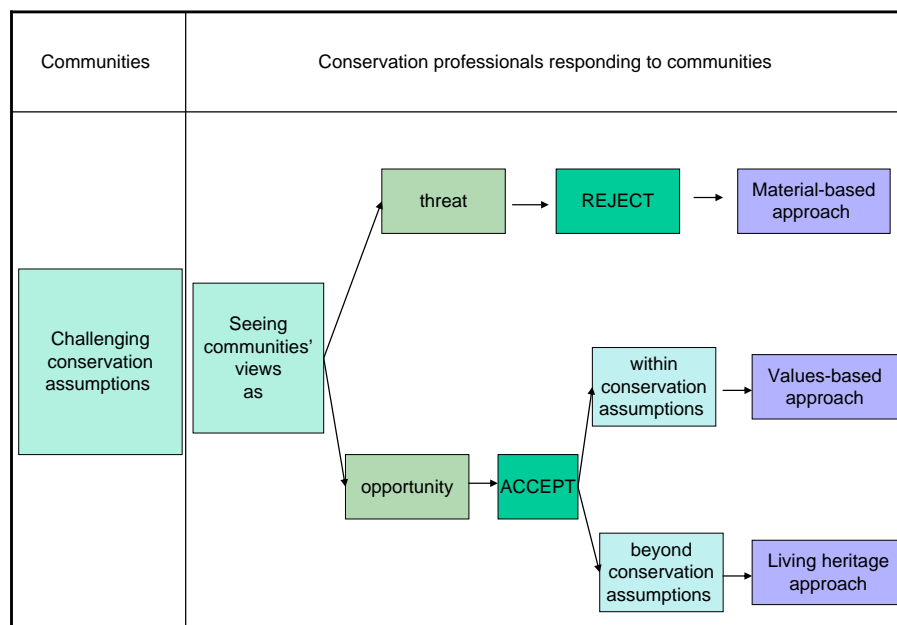 Communities
Conservation professionals responding to communities
threat
REJECT
Material-based
approach
Challenging
conservation
assumptions
Seeing
communities’
views
as
within
conservation
assumptions
Values-based
approach
opportunity
ACCEPT
beyond
conservation
assumptions
Living heritage
approach